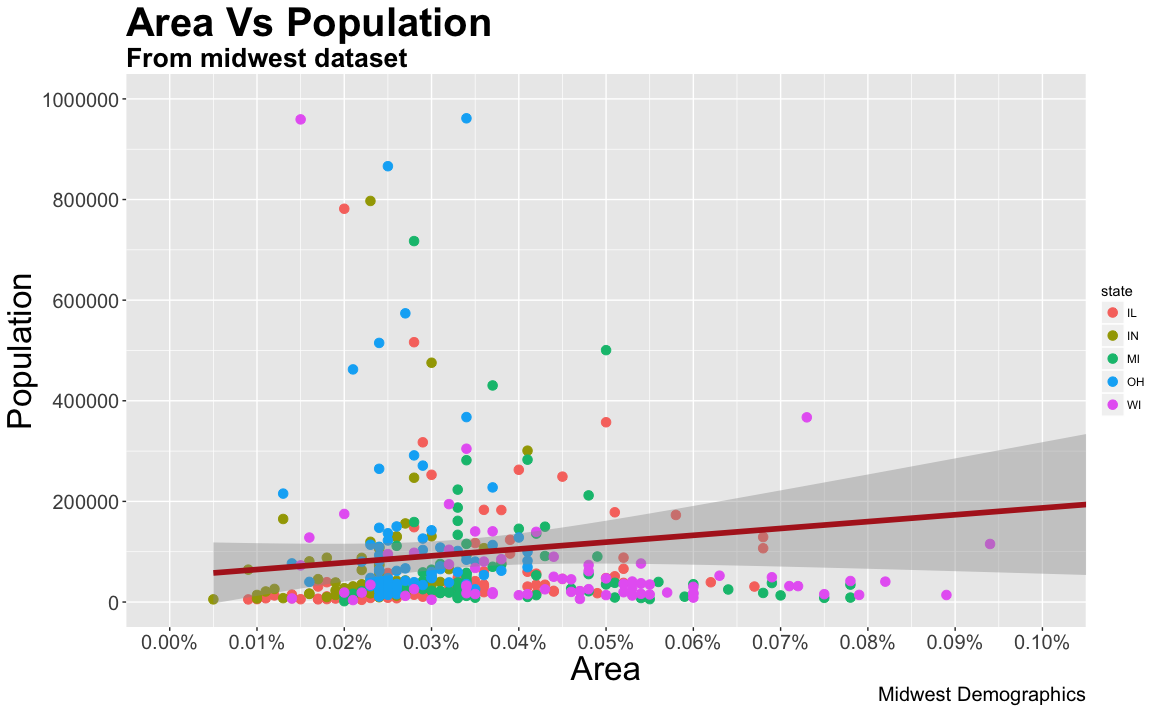 Area Vs Population
From midwest dataset
1000000
800000
600000
400000
200000
0
Population
0.00% 0.01% 0.02% 0.03% 0.04% 0.05% 0.06% 0.07% 0.08% 0.09% 0.10%
Area
Midwest Demographics
state
IL
IN
MI
OH
WI